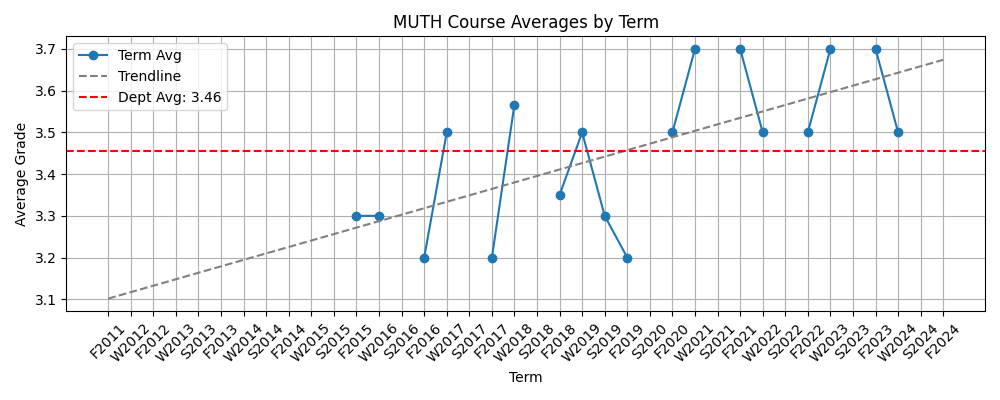 MUTH Course Averages by Term
Term Avg
Trendline
Dept Avg: 3.46
Average Grade
3.7
3.6
3.5
3.4
3.3
3.2
3.1
F2011
W2012
F2012
W2013
S2013
F2013
W2014
S2014
F2014
W2015
S2015
F2015
W2016
S2016
F2016
W2017
S2017
F2017
W2018
S2018
F2018
W2019
S2019
F2019
S2020
F2020
W2021
S2021
F2021
W2022
S2022
F2022
W2023
S2023
F2023
W2024
S2024
F2024
Term